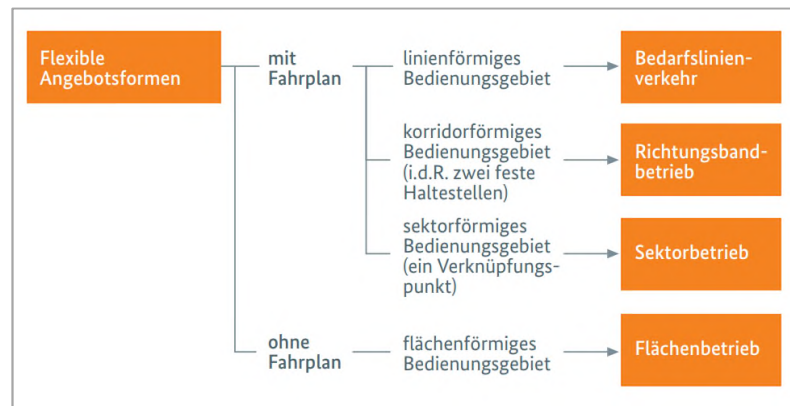 Flexible
Angebotsformen
mit
Fahrplan
linienförmiges
Bedienungsgebiet
Bedarfslinien-
verkehr
korridorförmiges
Bedienungsgebiet
(i.d.R. zwei feste
Haltestellen)
Richtungsband-
betrieb
sektorförmiges
Bedienungsgebiet
(ein Verknüpfungs-
punkt)
Sektorbetrieb
ohne
Fahrplan
flächenförmiges
Bedienungsgebiet
Flächenbetrieb